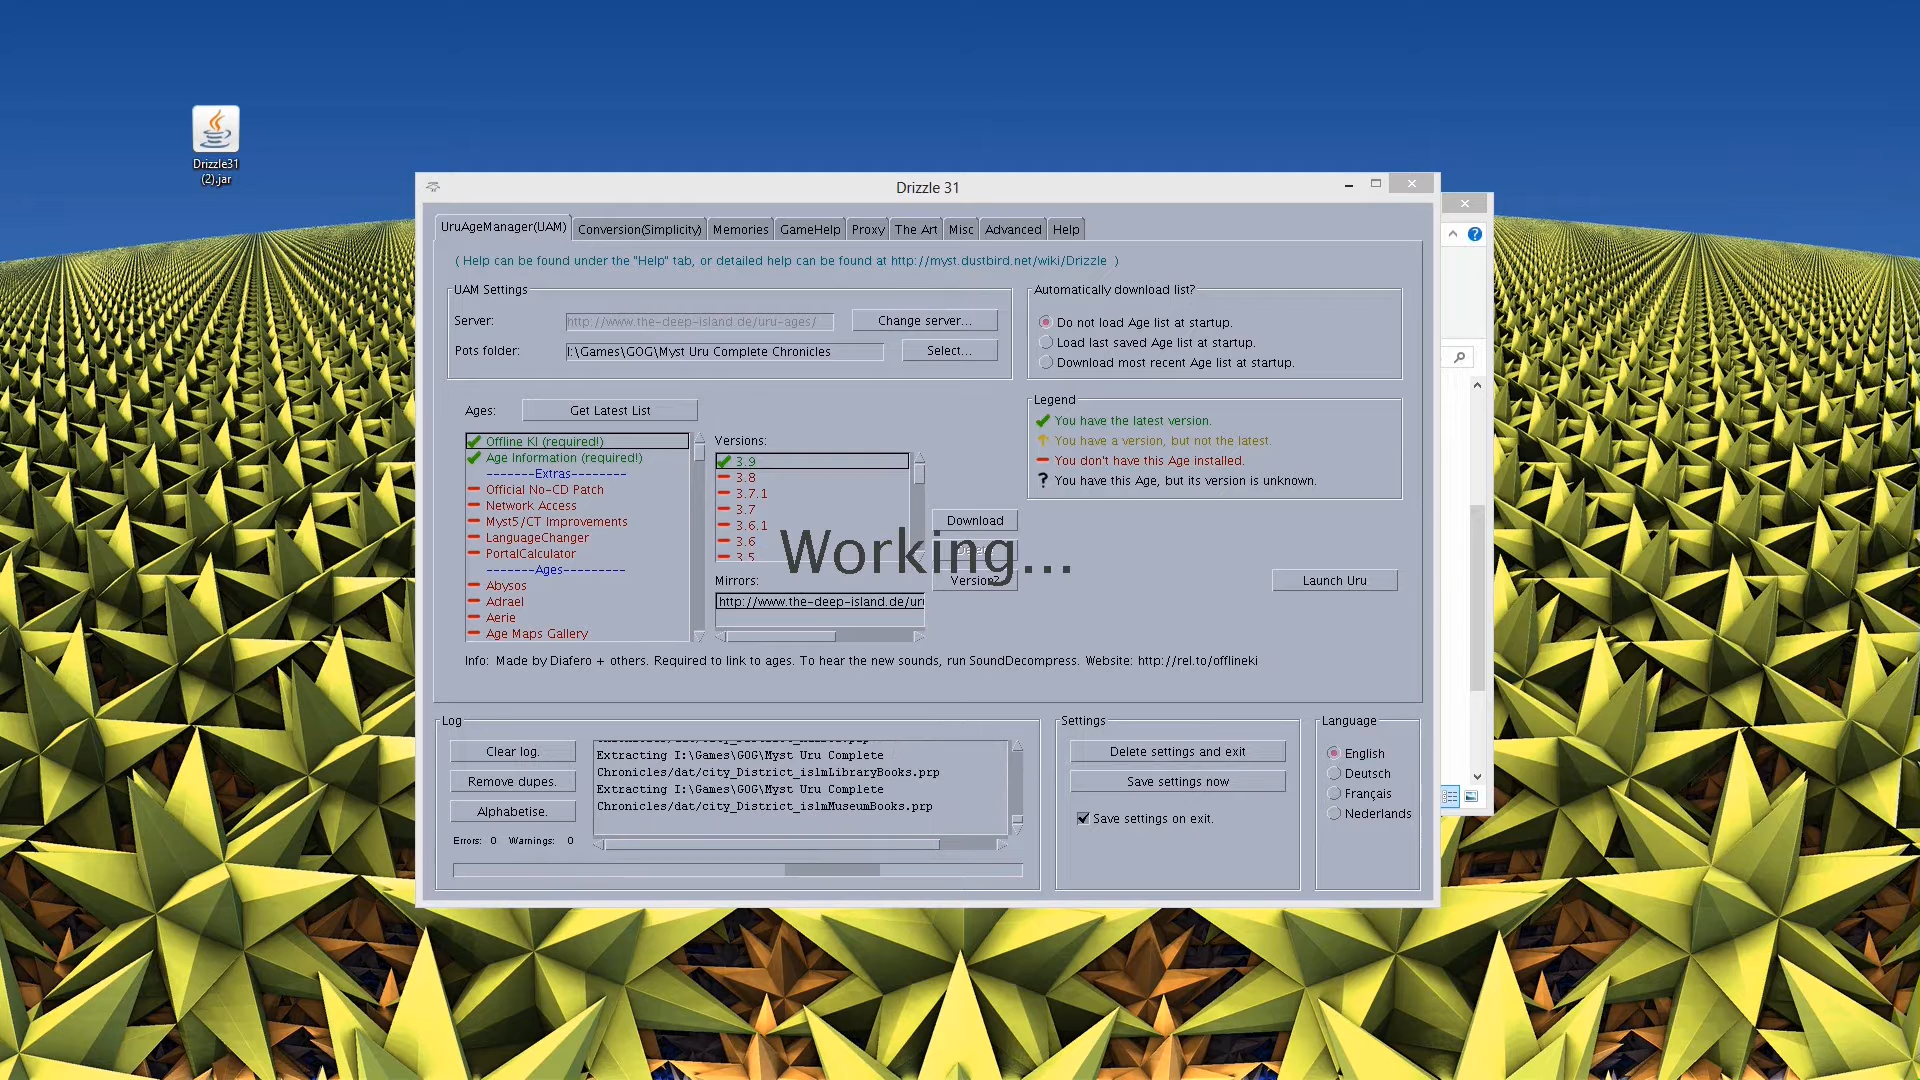 Drizzle31
(2).jar
Drizzle 31
UruAgeManager(UAM)
Conversion(Simplicity)
Memories
GameHelp
Proxy
The Art
Misc
Advanced
Help
( Help can be found under the "Help" tab, or detailed help can be found at http://myst.dustbird.net/wiki/Drizzle )
UAM Settings
Server:
http://www.the-deep-island.de/uru-ages/
Change server...
Pots folder:
I:\Games\GOG\Myst Uru Complete Chronicles
Select...
Automatically download list?
Do not load Age list at startup.
Load last saved Age list at startup.
Download most recent Age list at startup.
Ages:
Get Latest List
Offline KI (required!)
Age Information (required!)
-------Extras--------
Official No-CD Patch
Network Access
Myst5/CT Improvements
LanguageChanger
PortalCalculator
-------Ages---------
Abysos
Adrael
Aerie
Age Maps Gallery
Versions:
3.9
3.8
3.7.1
3.7
3.6.1
3.6
3.5
Mirrors:
http://www.the-deep-island.de/uru
Download
Version?
Working...
Legend
You have the latest version.
You have a version, but not the latest.
You don't have this Age installed.
? You have this Age, but its version is unknown.
Launch Uru
Info: Made by Diafero + others. Required to link to ages. To hear the new sounds, run SoundDecompress. Website: http://rel.to/offlineki
Log
Clear log.
Remove dupes.
Alphabetise.
Errors: 0 Warnings: 0
Extracting I:\Games\GOG\Myst Uru Complete
Chronicles/dat/city_District_islmLibraryBooks.prp
Extracting I:\Games\GOG\Myst Uru Complete
Chronicles/dat/city_District_islmMuseumBooks.prp
Settings
Delete settings and exit
Save settings now
Save settings on exit.
Language
English
Deutsch
Français
Nederlands